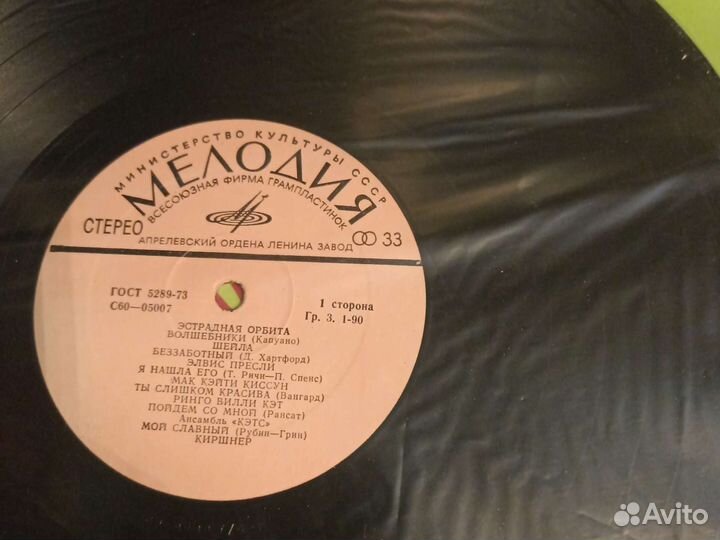 МИНИСТЕРСТВО КУЛЬТУРЫ СССР
МЕЛОДИЯ
ВСЕСОЮЗНАЯ ФИРМА ГРАМПЛАСТИНОК
СТЕРЕО
33
АПРЕЛЕВСКИЙ ОРДЕНА ЛЕНИНА ЗАВОД
ГОСТ 5289-73
С60—05007
1 сторона
Гр. 3. 1-90
ЭСТРАДНАЯ ОРБИТА
ВОЛШЕБНИКИ (Капуано)
ШЕЙЛА
БЕЗЗАБОТНЫЙ (Д. Хартфорд)
ЭЛВИС ПРЕСЛИ
Я НАШЛА ЕГО (Т. Ричи—П. Спенс)
МАК КЭЙТИ КИССУН
ТЫ СЛИШКОМ КРАСИВА (Вангард)
РИНГО ВИЛЛИ КЭТ
ПОЙДЕМ СО МНОЙ (Рансат)
Ансамбль «КЭТС»
МОЙ СЛАВНЫЙ (Рубин—Грин)
КИРШНЕР
Avito